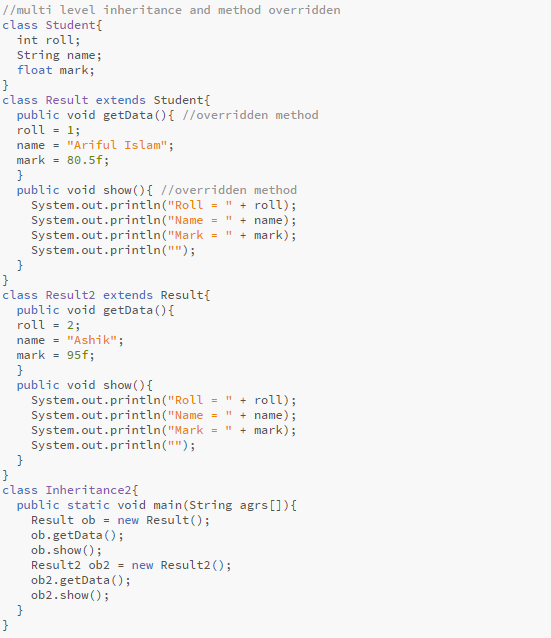 //multi level inheritance and method overridden
class Student{
  int roll;
  String name;
  float mark;
}
class Result extends Student{
  public void getData(){ //overridden method
  roll = 1;
  name = "Ariful Islam";
  mark = 80.5f;
  }
  public void show(){ //overridden method
    System.out.println("Roll = " + roll);
    System.out.println("Name = " + name);
    System.out.println("Mark = " + mark);
    System.out.println("");
  }
}
class Result2 extends Result{
  public void getData(){
  roll = 2;
  name = "Ashik";
  mark = 95f;
  }
  public void show(){
    System.out.println("Roll = " + roll);
    System.out.println("Name = " + name);
    System.out.println("Mark = " + mark);
    System.out.println("");
  }
}
class Inheritance2{
  public static void main(String agrs[]){
    Result ob = new Result();
    ob.getData();
    ob.show();
    Result2 ob2 = new Result2();
    ob2.getData();
    ob2.show();
  }
}